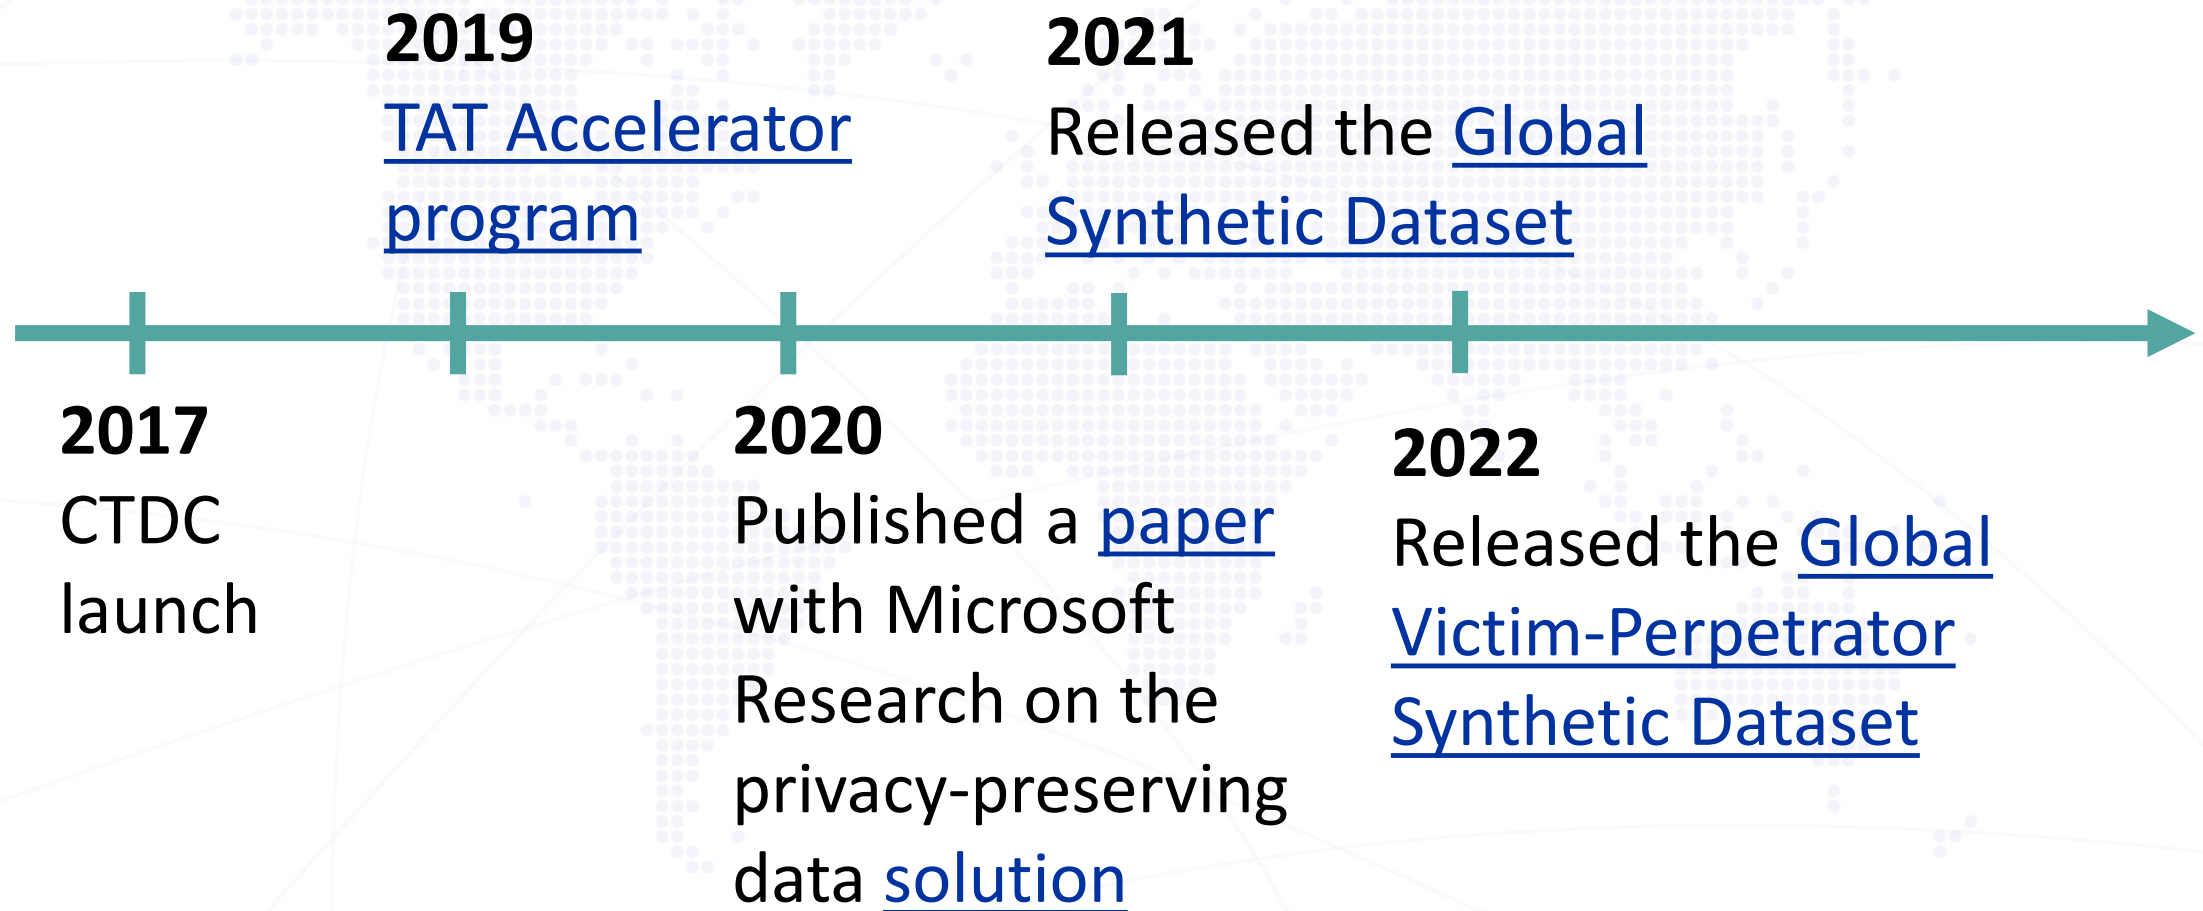 2019
TAT Accelerator
program
2021
Released the Global
Synthetic Dataset
2017
CTDC
launch
2020
Published a paper
with Microsoft
Research on the
privacy-preserving
data solution
2022
Released the Global
Victim-Perpetrator
Synthetic Dataset